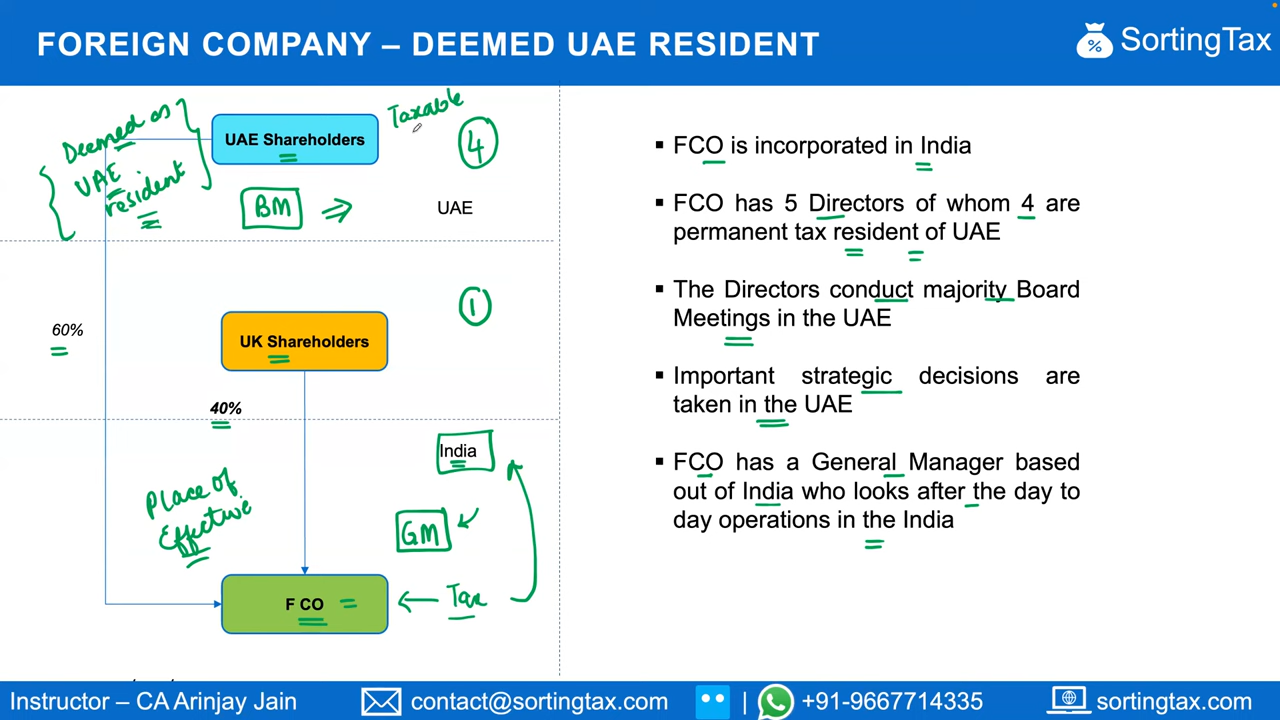 FOREIGN COMPANY – DEEMED UAE RESIDENT
SortingTax
Deemed as
UAE
resident
UAE Shareholders
Taxable
4
BM
UAE
60%
UK Shareholders
1
40%
India
Place of
Effective
GM
F CO
Tax
▪ FCO is incorporated in India
▪ FCO has 5 Directors of whom 4 are
permanent tax resident of UAE
▪ The Directors conduct majority Board
Meetings in the UAE
▪ Important strategic decisions are
taken in the UAE
▪ FCO has a General Manager based
out of India who looks after the day to
day operations in the India
Instructor – CA Arinjay Jain
contact@sortingtax.com
|
+91-9667714335
sortingtax.com